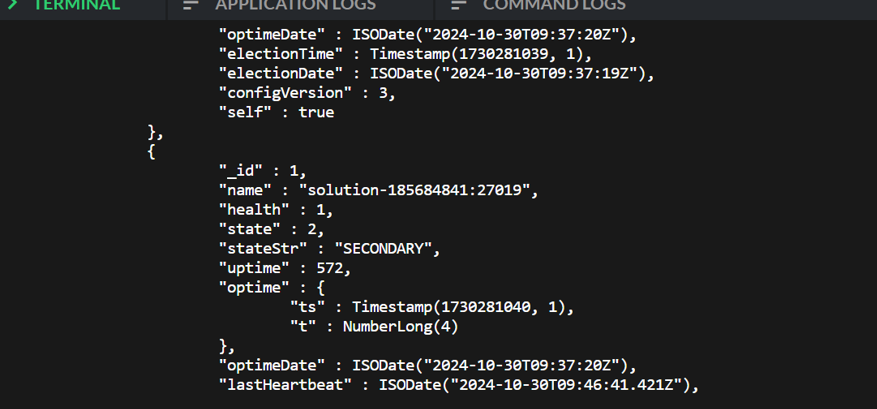 TERMINAL
APPLICATION LOGS
COMMAND LOGS
"optimeDate" : ISODate("2024-10-30T09:37:20Z"),
"electionTime" : Timestamp(1730281039, 1),
"electionDate" : ISODate("2024-10-30T09:37:19Z"),
"configVersion" : 3,
"self" : true
},
{
"_id" : 1,
"name" : "solution-185684841:27019",
"health" : 1,
"state" : 2,
"stateStr" : "SECONDARY",
"uptime" : 572,
"optime" : {
"ts" : Timestamp(1730281040, 1),
"t" : NumberLong(4)
},
"optimeDate" : ISODate("2024-10-30T09:37:20Z"),
"lastHeartbeat" : ISODate("2024-10-30T09:46:41.421Z"),